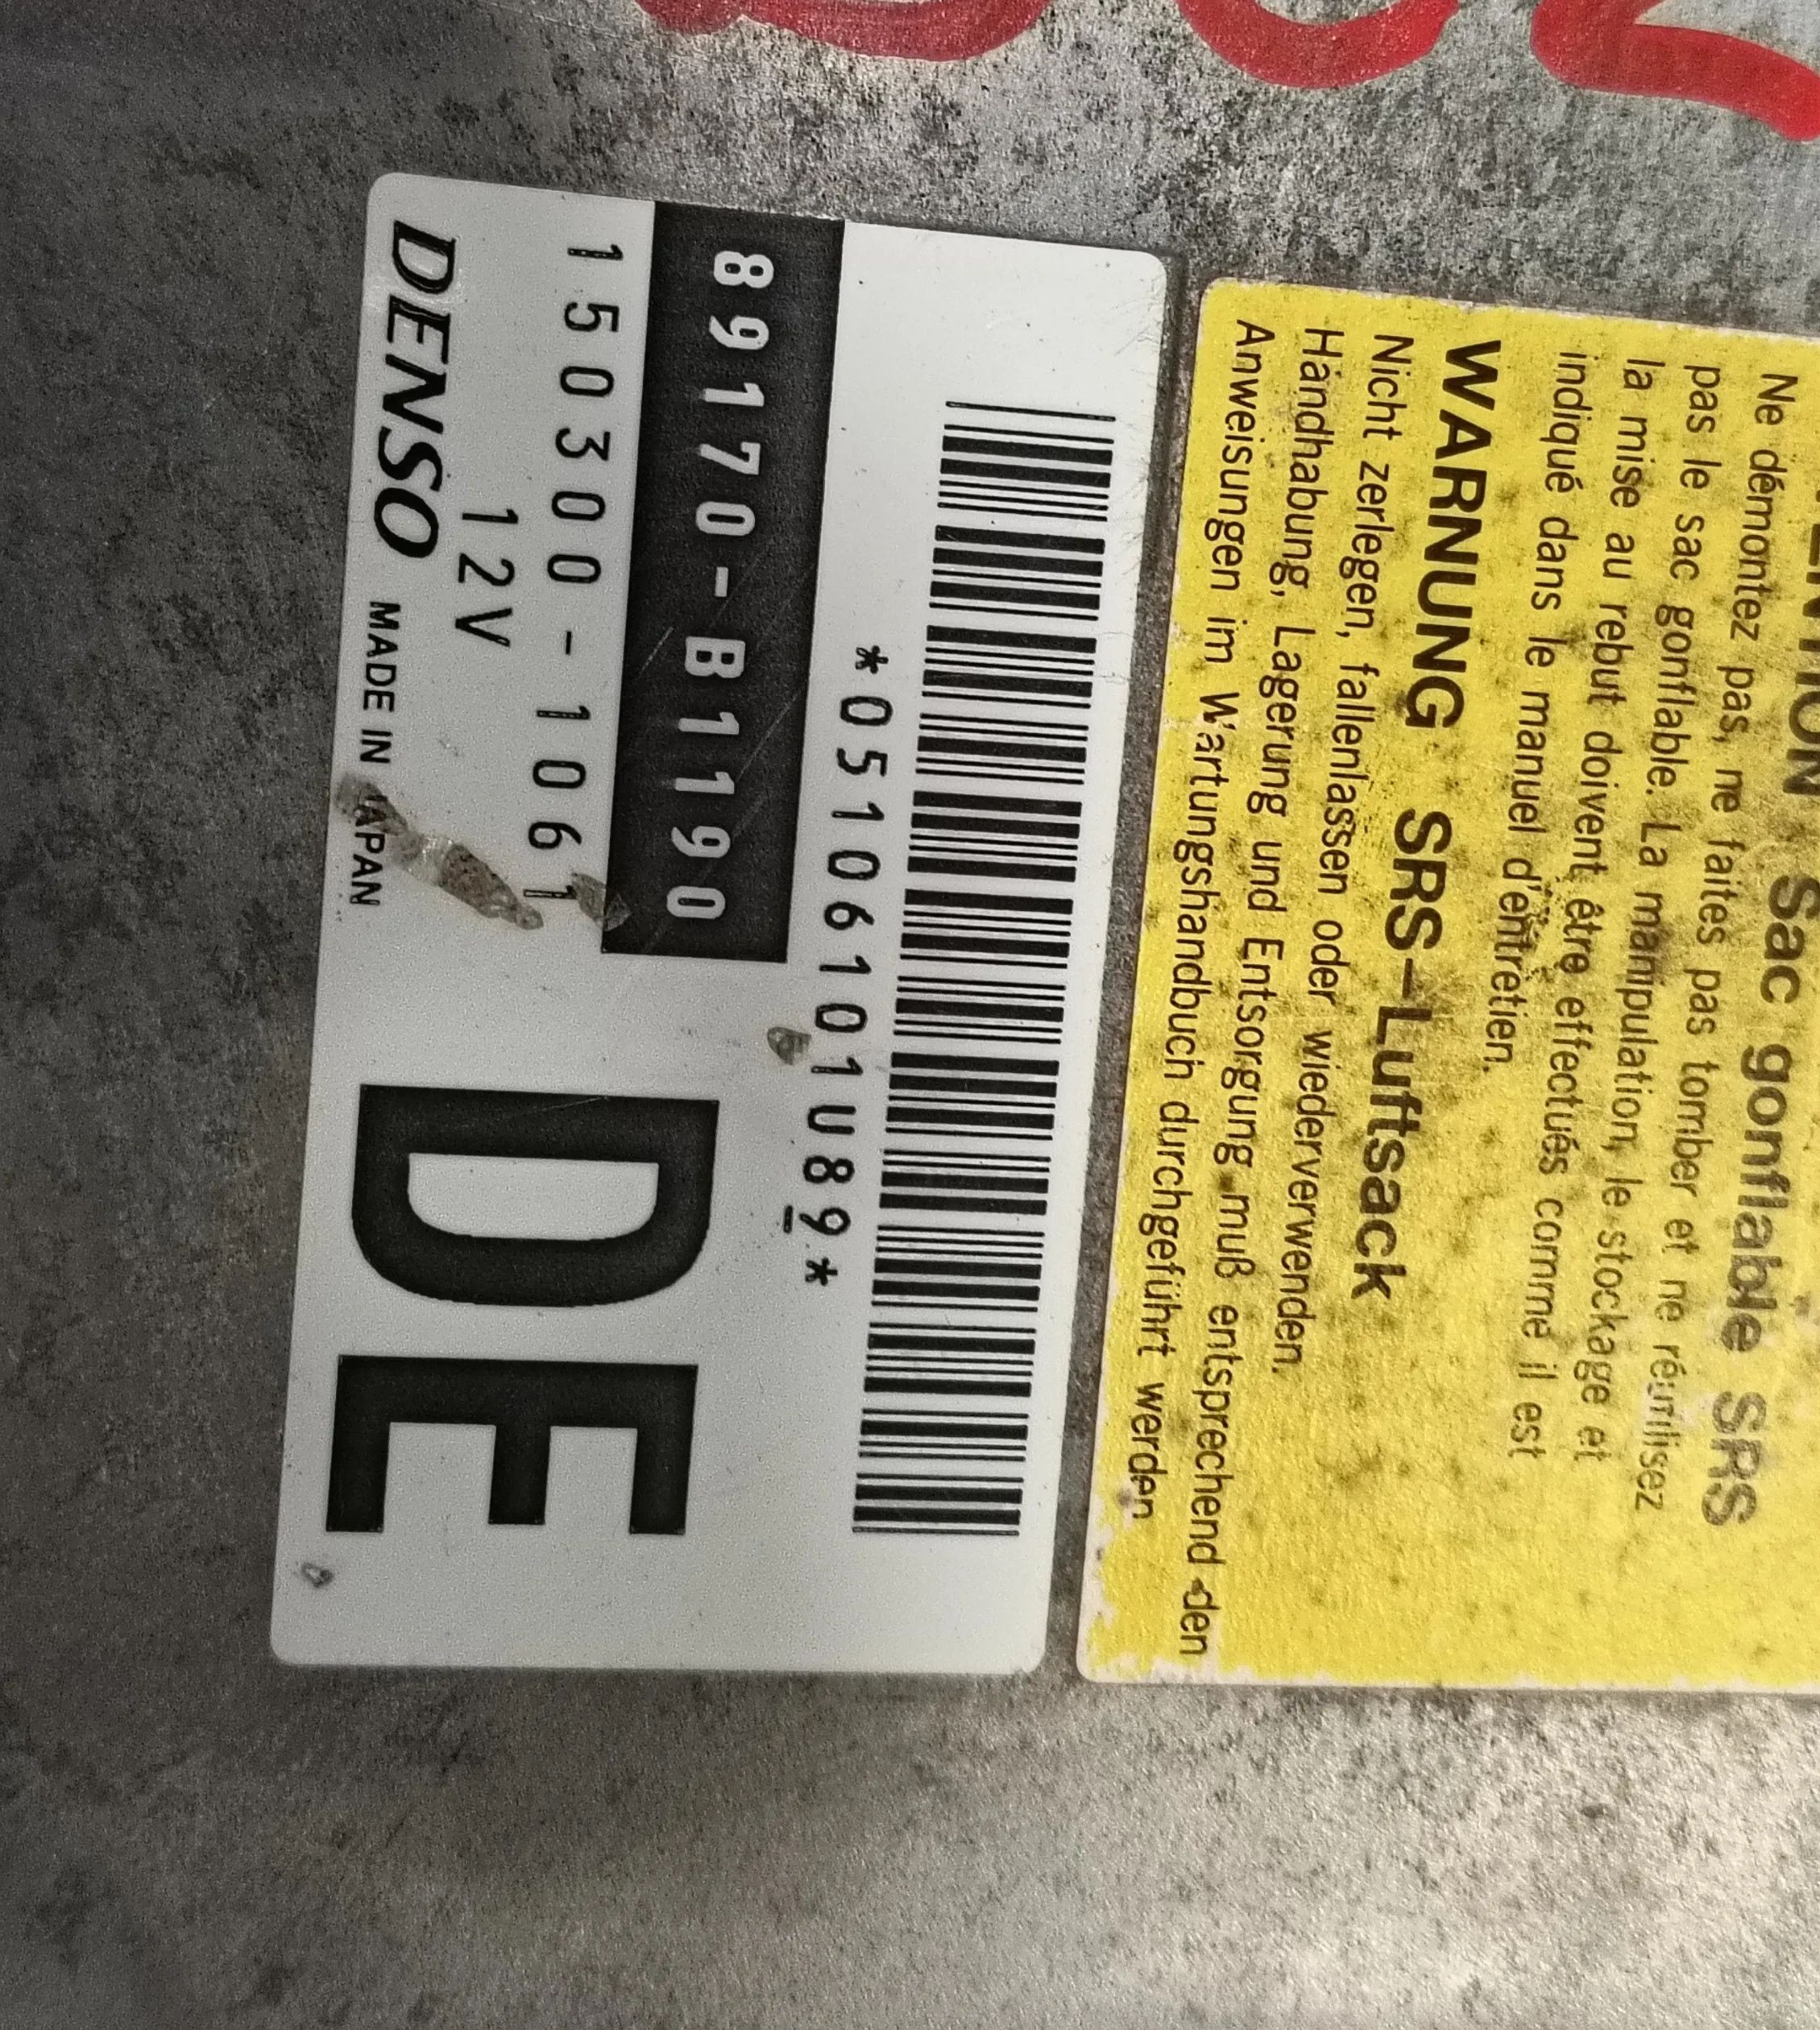 Sac gonflable SRS
Ne démontez pas, ne faites pas tomber et ne réutilisez
pas le sac gonflable. La manipulation, le stockage et
la mise au rebut doivent être effectués comme il est
indiqué dans le manuel d'entretien.
WARNUNG SRS-Luftsack
Nicht zerlegen, fallenlassen oder wiederverwenden.
Handhabung, Lagerung und Entsorgung muß entsprechend den
Anweisungen im Wartungshandbuch durchgeführt werden
*05106101U89*
89170-B1190
150300-1061
12V
DENSO MADE IN JAPAN
DE